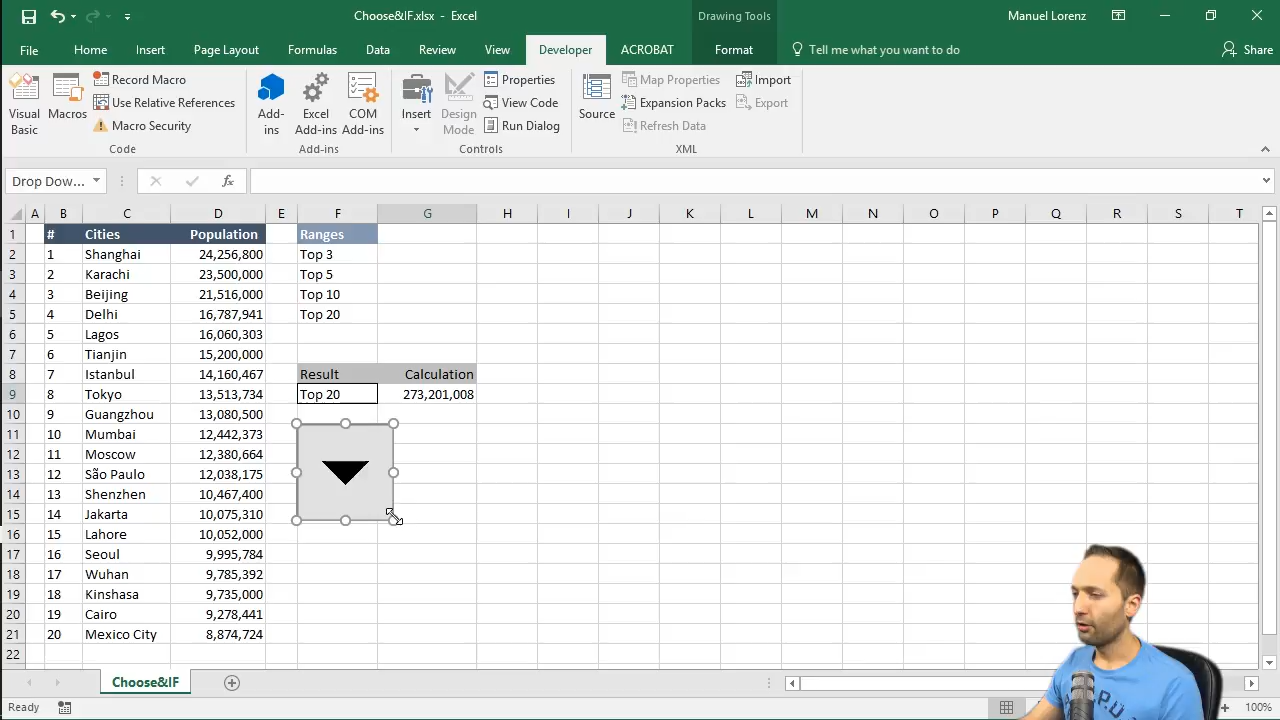 Choose&IF.xlsx - Excel
Drawing Tools
Manuel Lorenz
File Home Insert Page Layout Formulas Data Review View Developer ACROBAT Format Tell me what you want to do Share
Visual Basic
Macros
Record Macro
Use Relative References
Macro Security
Code
Add-ins
Excel Add-ins
COM Add-ins
Add-ins
Insert
Design Mode
Properties
View Code
Run Dialog
Controls
Source
Map Properties
Expansion Packs
Refresh Data
Import
Export
XML
Drop Dow...
fx
A B C D E F G H I J K L M N O P Q R S T
1 # Cities Population Ranges
2 1 Shanghai 24,256,800 Top 3
3 2 Karachi 23,500,000 Top 5
4 3 Beijing 21,516,000 Top 10
5 4 Delhi 16,787,941 Top 20
6 5 Lagos 16,060,303
7 6 Tianjin 15,200,000
8 7 Istanbul 14,160,467 Result Calculation
9 8 Tokyo 13,513,734 Top 20 273,201,008
10 9 Guangzhou 13,080,500
11 10 Mumbai 12,442,373
12 11 Moscow 12,380,664
13 12 São Paulo 12,038,175
14 13 Shenzhen 10,467,400
15 14 Jakarta 10,075,310
16 15 Lahore 10,052,000
17 16 Seoul 9,995,784
18 17 Wuhan 9,785,392
19 18 Kinshasa 9,735,000
20 19 Cairo 9,278,441
21 20 Mexico City 8,874,724
22
Choose&IF
Ready
100%